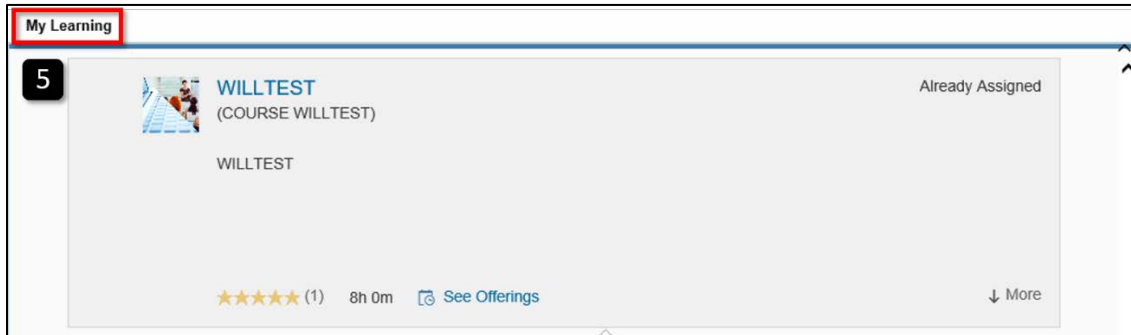 My Learning
5
WILLTEST
Already Assigned
(COURSE WILLTEST)
WILLTEST
(1) 8h 0m See Offerings
More